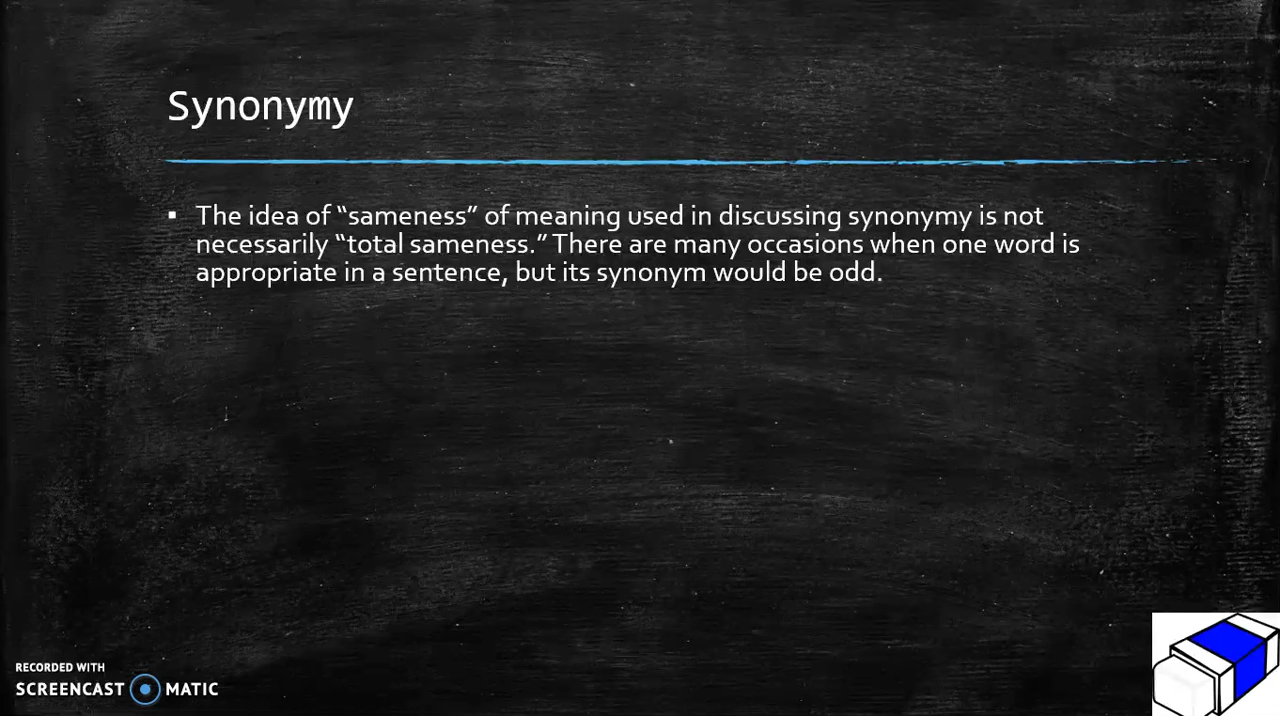 Synonymy
▪ The idea of “sameness” of meaning used in discussing synonymy is not
necessarily “total sameness.” There are many occasions when one word is
appropriate in a sentence, but its synonym would be odd.
RECORDED WITH
SCREENCAST MATIC